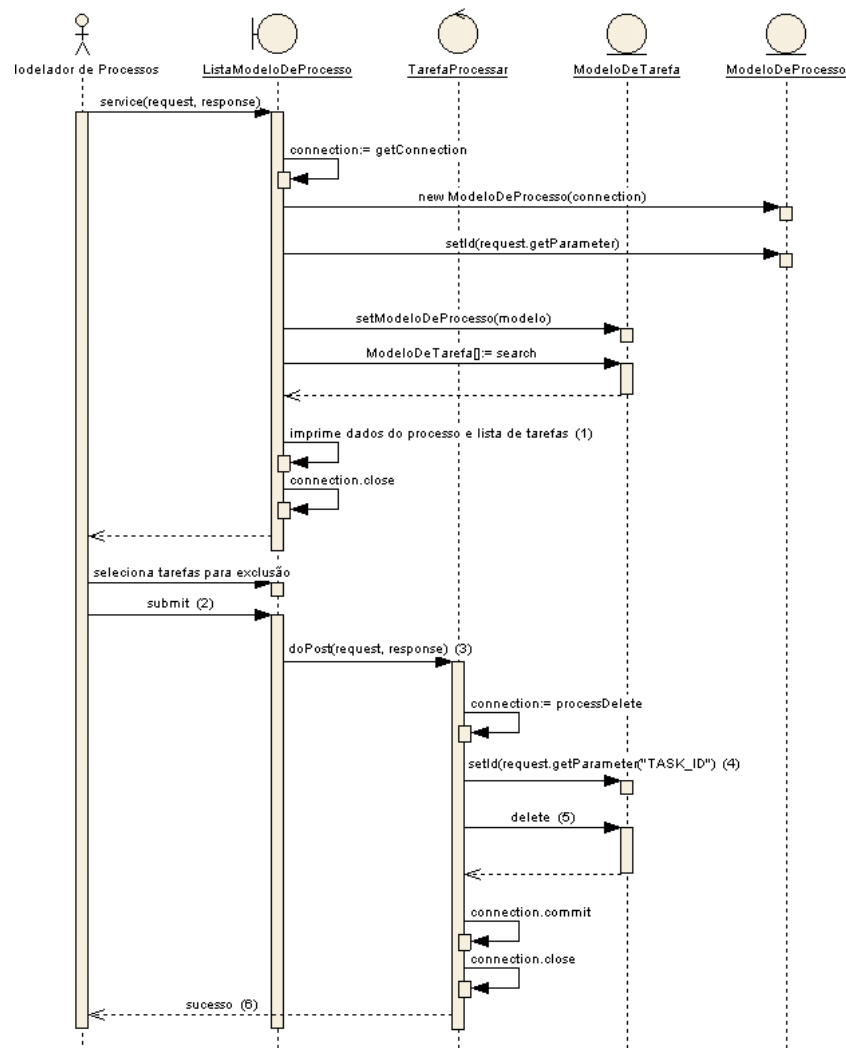 lodelador de Processos
ListaModeloDeProcesso
TarefaProcessar
ModeloDeTarefa
ModeloDeProcesso
service(request, response)
connection:= getConnection
new ModeloDeProcesso(connection)
setId(request.getParameter)
setModeloDeProcesso(modelo)
ModeloDeTarefa[]:= search
imprime dados do processo e lista de tarefas (1)
connection.close
seleciona tarefas para exclusão
submit (2)
doPost(request, response) (3)
connection:= processDelete
setId(request.getParameter("TASK_ID") (4)
delete (5)
connection.commit
connection.close
sucesso (6)